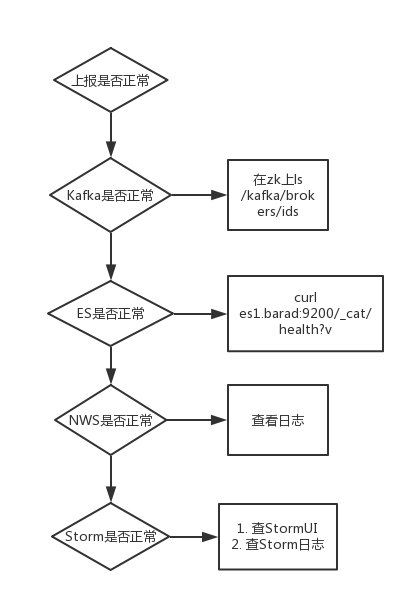 上报是否正常
Kafka是否正常
在zk上ls
/kafka/brok
ers/ids
ES是否正常
curl
es1.barad:9200/_cat/
health?v
NWS是否正常
查看日志
Storm是否正常
1. 查StormUI
2. 查Storm日志